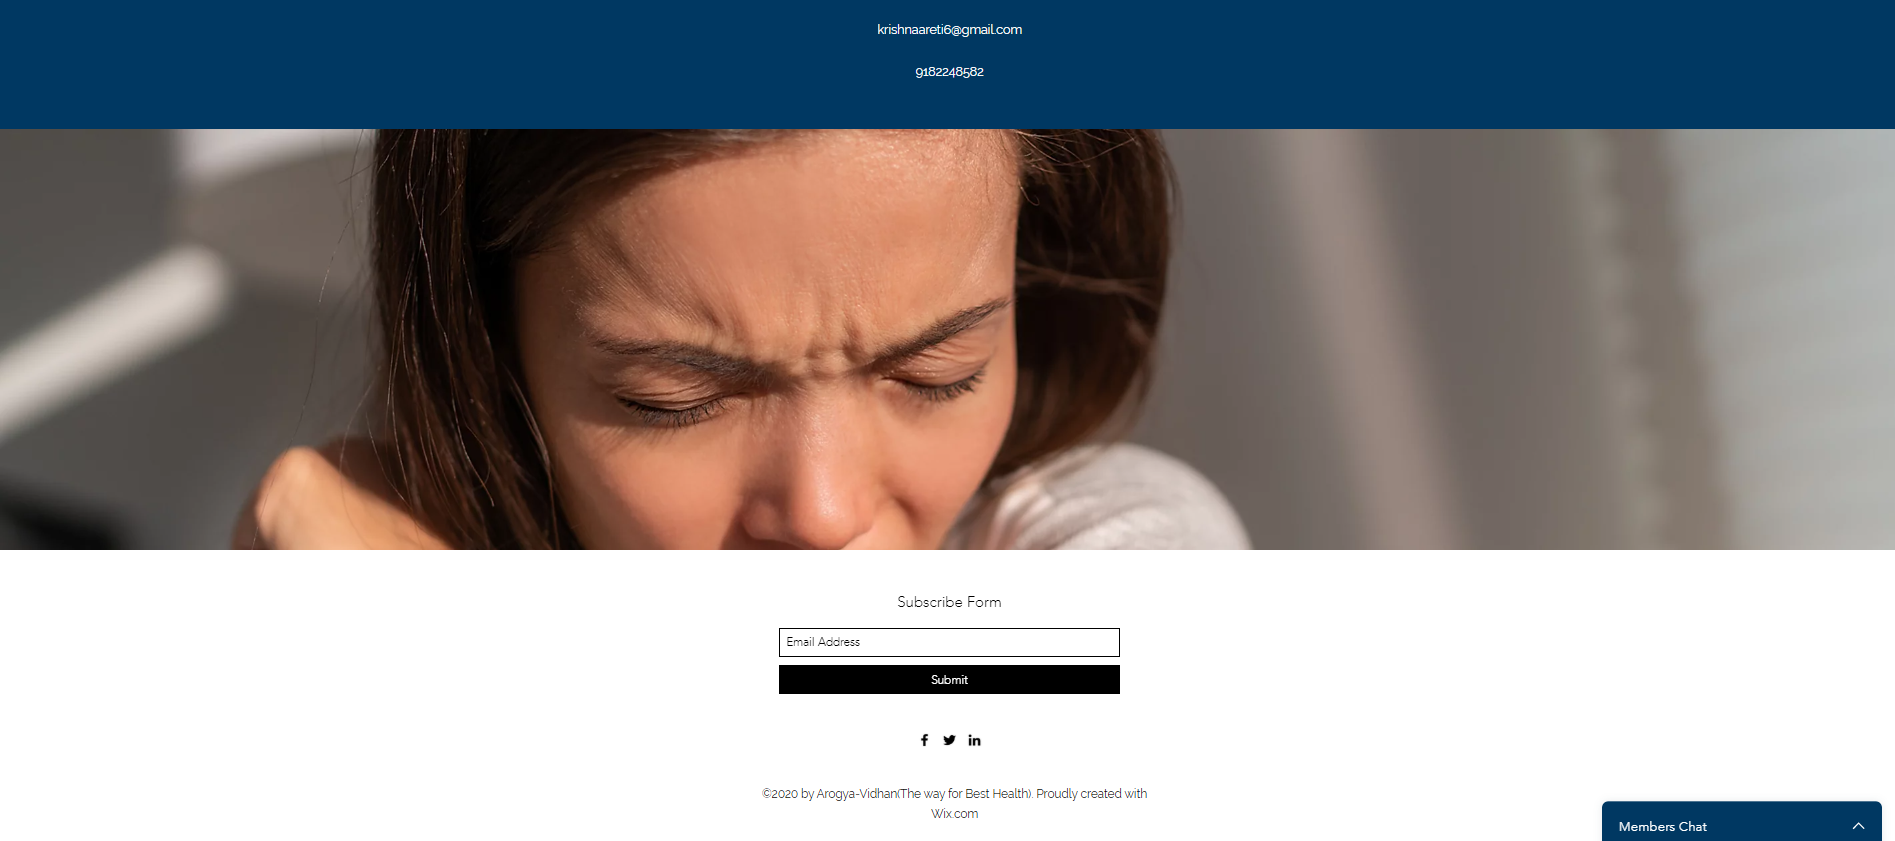 krishnaareti6@gmail.com
9182248582
Subscribe Form
Email Address
Submit
©2020 by Arogya-Vidhan(The way for Best Health). Proudly created with
Wix.com
Members Chat